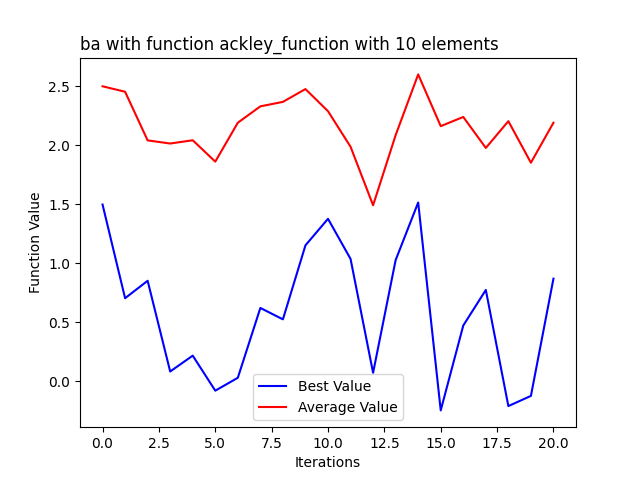 ba with function ackley_function with 10 elements
Function Value
2.5
2.0
1.5
1.0
0.5
0.0
Best Value
Average Value
0.0 2.5 5.0 7.5 10.0 12.5 15.0 17.5 20.0
Iterations